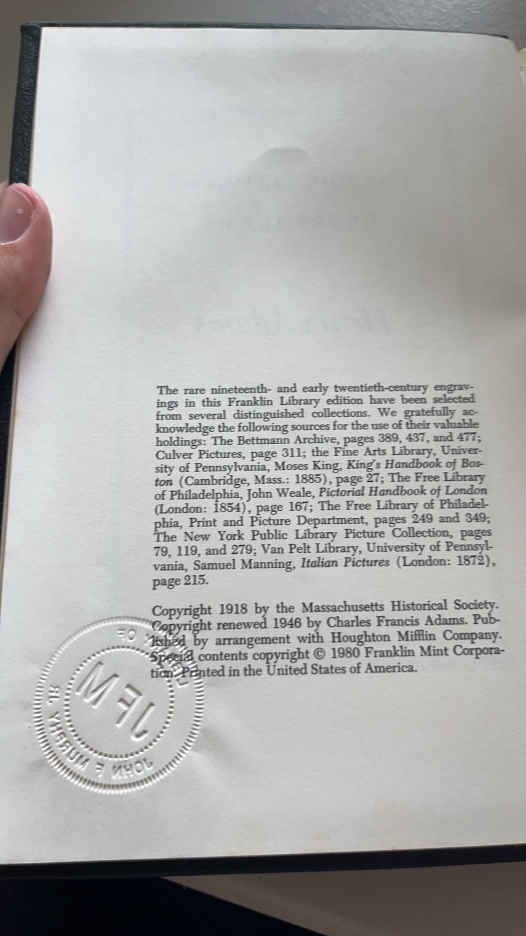 The rare nineteenth- and early twentieth-century engrav-
ings in this Franklin Library edition have been selected
from several distinguished collections. We gratefully ac-
knowledge the following sources for the use of their valuable
holdings: The Bettmann Archive, pages 389, 437, and 477;
Culver Pictures, page 311; the Fine Arts Library, Univer-
sity of Pennsylvania, Moses King, King's Handbook of Bos-
ton (Cambridge, Mass.: 1885), page 27; The Free Library
of Philadelphia, John Weale, Pictorial Handbook of London
(London: 1854), page 167; The Free Library of Philadel-
phia, Print and Picture Department, pages 249 and 349;
The New York Public Library Picture Collection, pages
79, 119, and 279; Van Pelt Library, University of Pennsyl-
vania, Samuel Manning, Italian Pictures (London: 1872),
page 215.
Copyright 1918 by the Massachusetts Historical Society.
Copyright renewed 1946 by Charles Francis Adams. Pub-
lished by arrangement with Houghton Mifflin Company.
Special contents copyright © 1980 Franklin Mint Corpora-
tion. Printed in the United States of America.
OF
JFM
JOHN F MURRAY JR